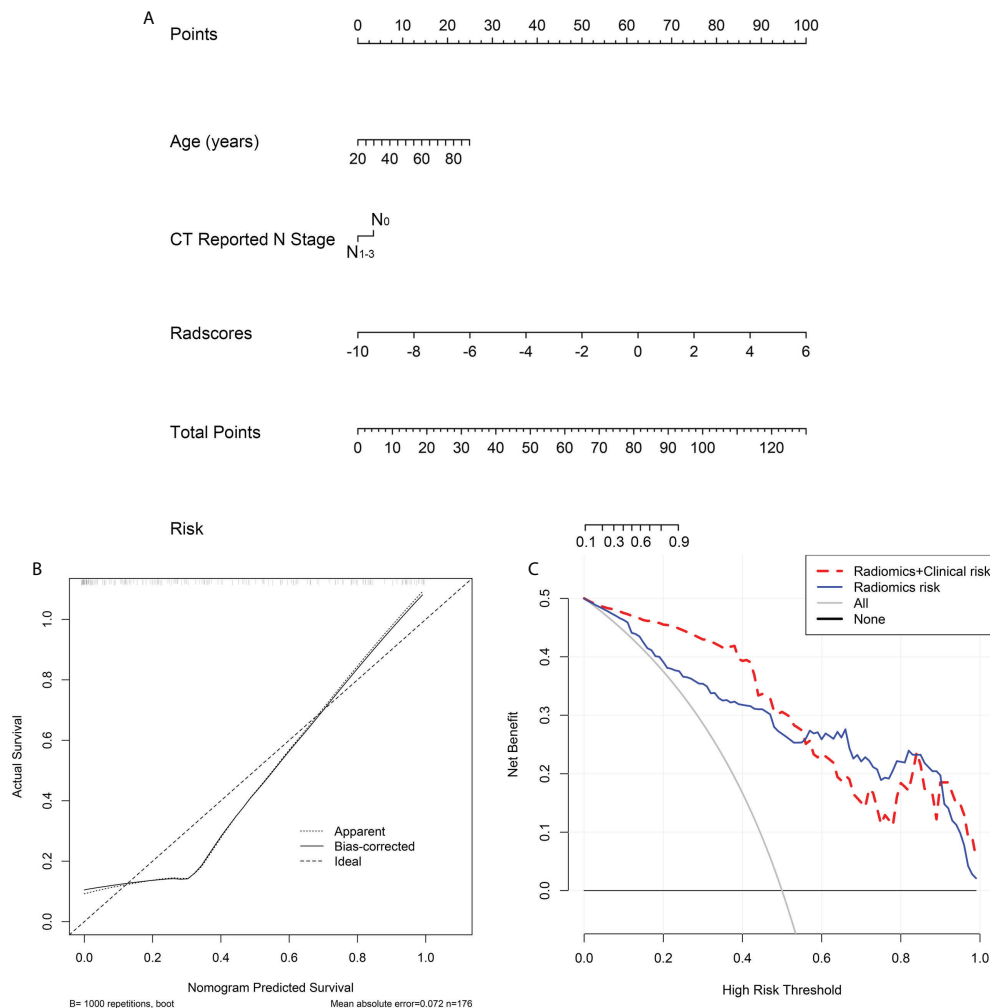 A
Points
0 10 20 30 40 50 60 70 80 90 100
Age (years)
20 40 60 80
CT Reported N Stage
N0
N1-3
Radscores
-10 -8 -6 -4 -2 0 2 4 6
Total Points
0 10 20 30 40 50 60 70 80 90 100 120
Risk
0.1 0.3 0.6 0.9
B
Actual Survival
1.0
0.8
0.6
0.4
0.2
0.0
Apparent
Bias-corrected
Ideal
0.0 0.2 0.4 0.6 0.8 1.0
Nomogram Predicted Survival
B= 1000 repetitions, boot
Mean absolute error=0.072 n=176
C
Radiomics+Clinical risk
Radiomics risk
All
None
Net Benefit
0.5
0.4
0.3
0.2
0.1
0.0
0.0 0.2 0.4 0.6 0.8 1.0
High Risk Threshold